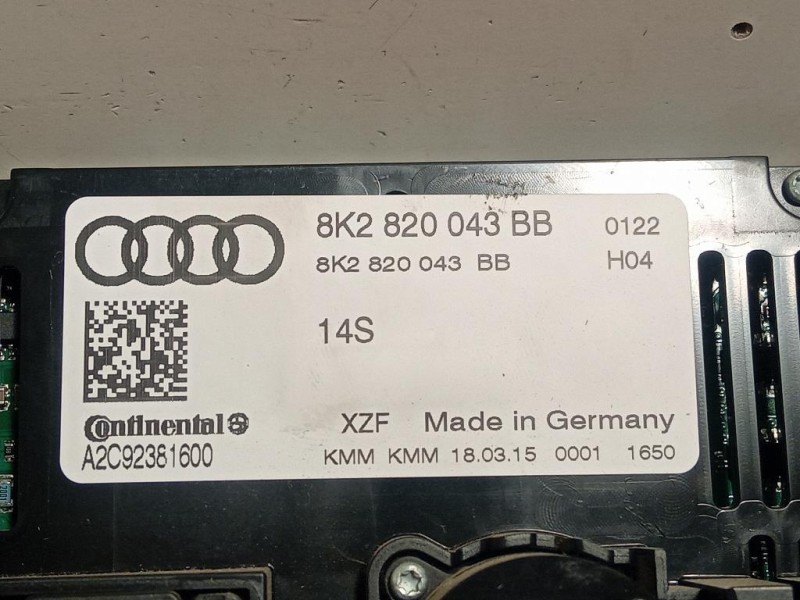 8K2 820 043 BB 0122
8K2 820 043 BB H04
14S
Continental
A2C92381600
XZF Made in Germany
KMM KMM 18.03.15 0001 1650